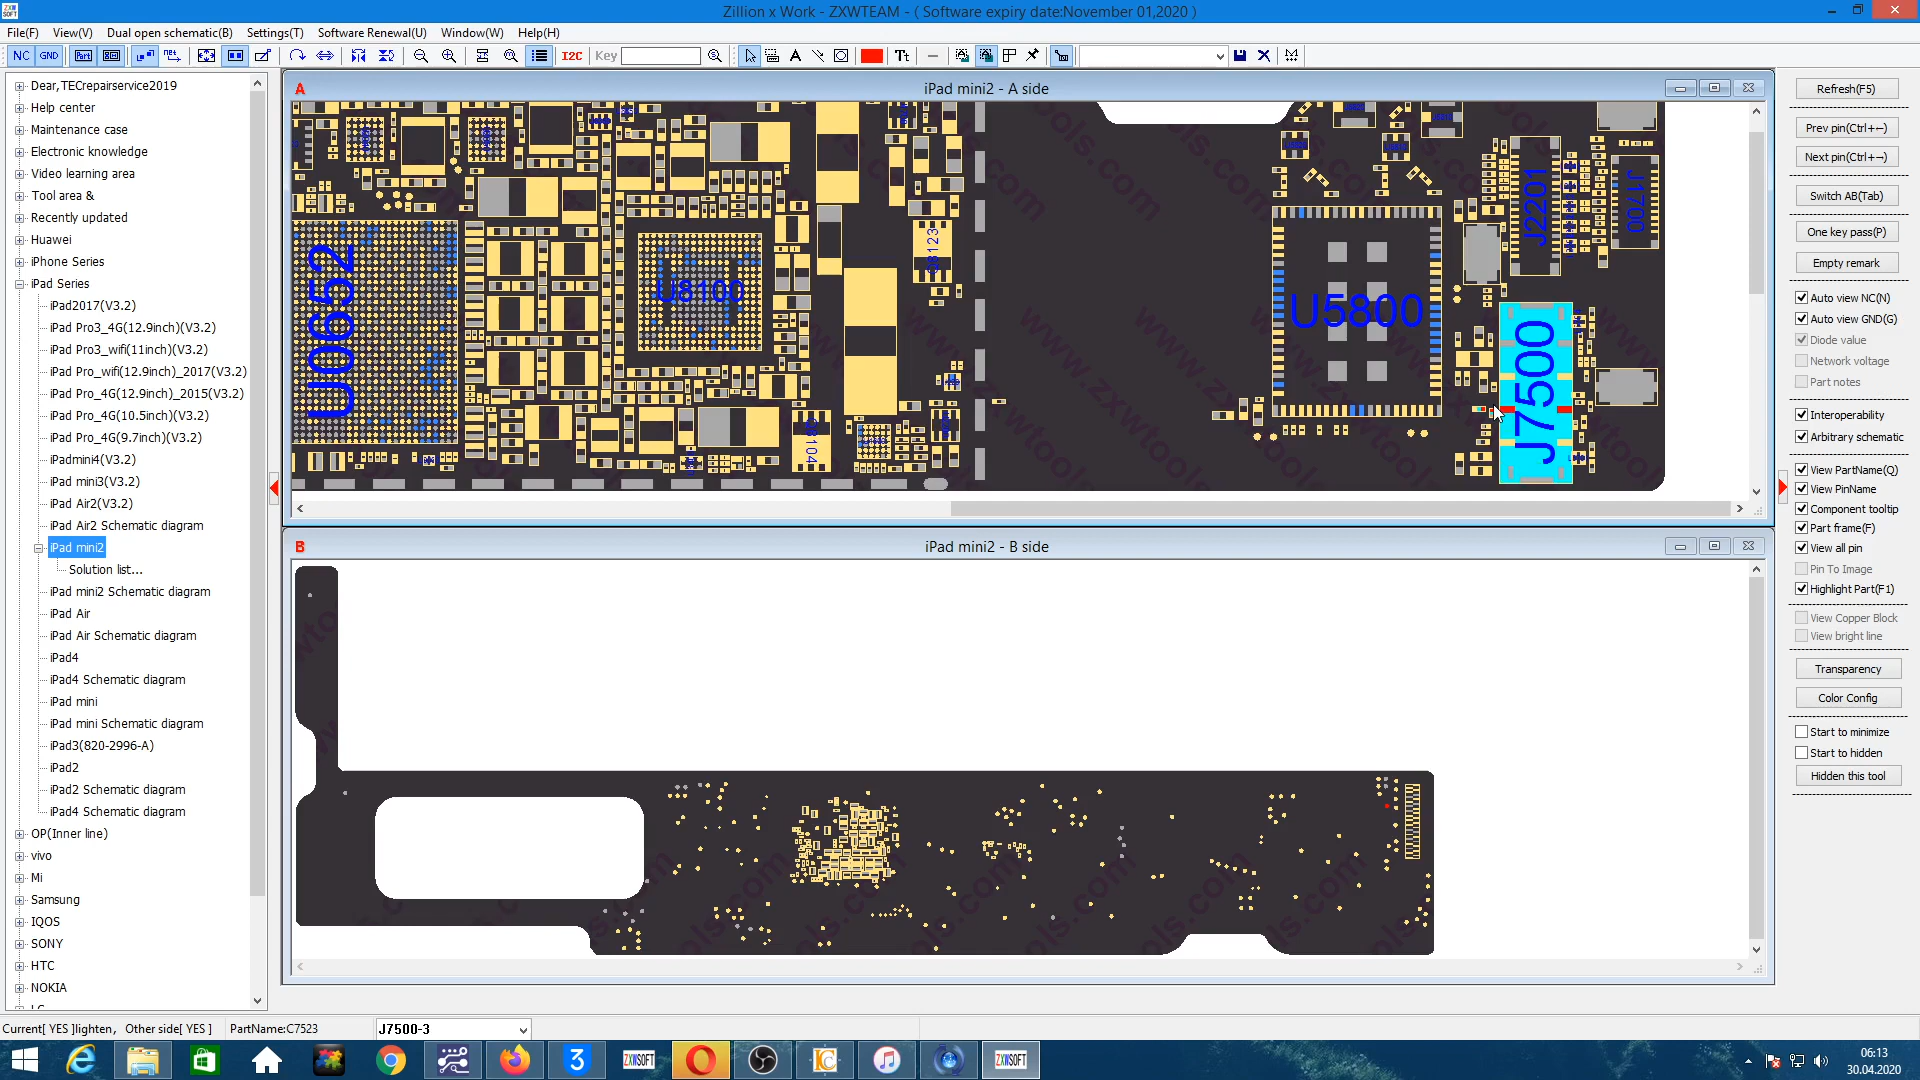 Zillion x Work - ZXWTEAM - ( Software expiry date:November 01,2020 )
File(F) View(V) Dual open schematic(B) Settings(T) Software Renewal(U) Window(W) Help(H)
NC GND Part net.. I2C Key A Tt
Dear,TECrepairservice2019
Help center
Maintenance case
Electronic knowledge
Video learning area
Tool area &
Recently updated
Huawei
iPhone Series
iPad Series
iPad2017(V3.2)
iPad Pro3_4G(12.9inch)(V3.2)
iPad Pro3_wifi(11inch)(V3.2)
iPad Pro_wifi(12.9inch)_2017(V3.2)
iPad Pro_4G(12.9inch)_2015(V3.2)
iPad Pro_4G(10.5inch)(V3.2)
iPad Pro_4G(9.7inch)(V3.2)
iPadmini4(V3.2)
iPad mini3(V3.2)
iPad Air2(V3.2)
iPad Air2 Schematic diagram
iPad mini2
Solution list...
iPad mini2 Schematic diagram
iPad Air
iPad Air Schematic diagram
iPad4
iPad4 Schematic diagram
iPad mini
iPad mini Schematic diagram
iPad3(820-2996-A)
iPad2
iPad2 Schematic diagram
iPad4 Schematic diagram
OP(Inner line)
vivo
Mi
Samsung
IQOS
SONY
HTC
NOKIA
A iPad mini2 - A side
U0652
U8100
Q8123
Q8104
U5800
J2201
J1700
J7500
B iPad mini2 - B side
Refresh(F5)
Prev pin(Ctrl+←)
Next pin(Ctrl+→)
Switch AB(Tab)
One key pass(P)
Empty remark
Auto view NC(N)
Auto view GND(G)
Diode value
Network voltage
Part notes
Interoperability
Arbitrary schematic
View PartName(Q)
View PinName
Component tooltip
Part frame(F)
View all pin
Pin To Image
Highlight Part(F1)
View Copper Block
View bright line
Transparency
Color Config
Start to minimize
Start to hidden
Hidden this tool
Current[ YES ]lighten, Other side[ YES ] PartName:C7523 J7500-3
3 ZXWSOFT ZXWSOFT
06:13
30.04.2020